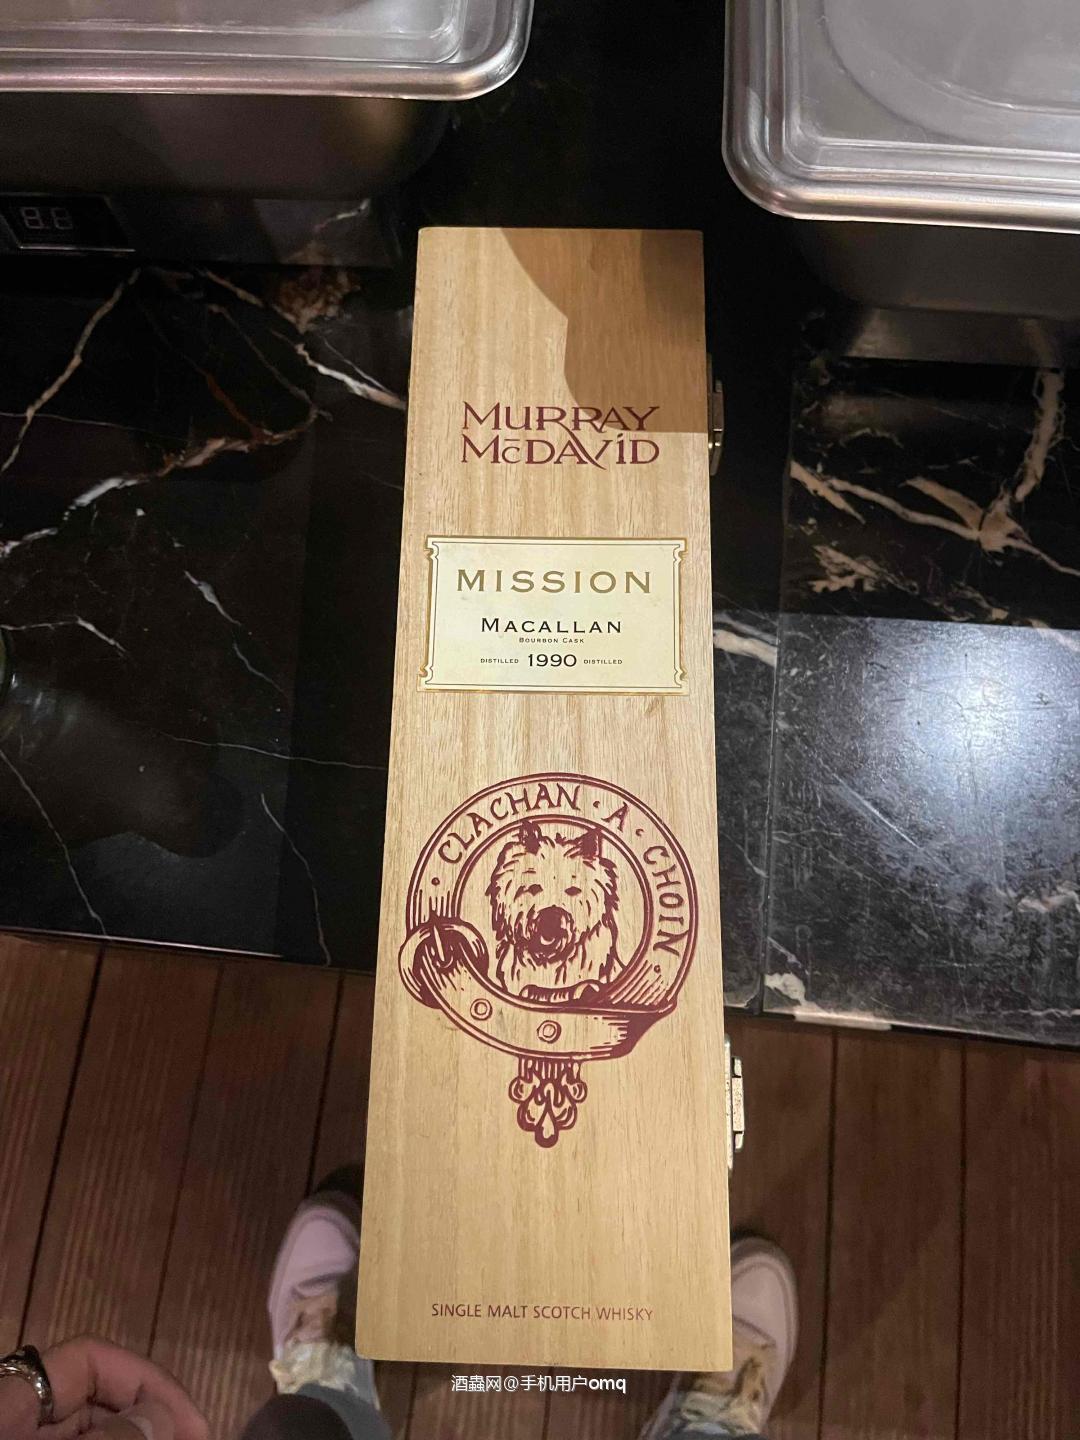 MURRAY
McDAVID
MISSION
MACALLAN
BOURBON CASK
DISTILLED 1990 DISTILLED
CLACHAN · A · CHOIN
SINGLE MALT SCOTCH WHISKY
酒蟲网@手机用户omq